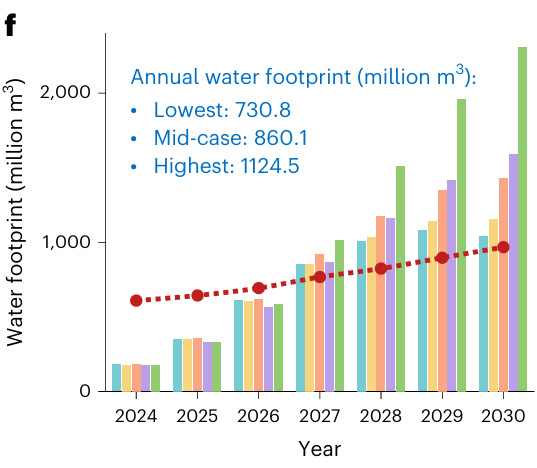 f
Annual water footprint (million m³):
• Lowest: 730.8
• Mid-case: 860.1
• Highest: 1124.5
Water footprint (million m³)
2,000
1,000
0
2024 2025 2026 2027 2028 2029 2030
Year